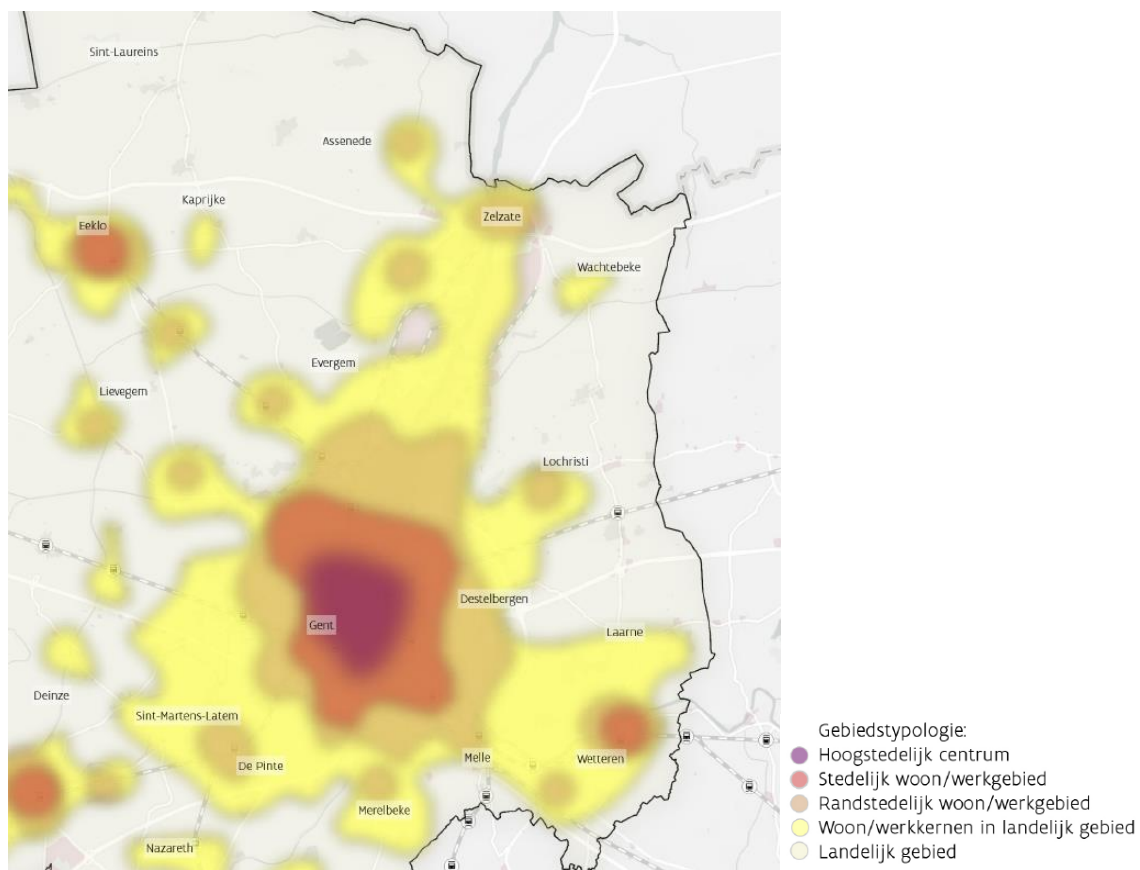 Sint-Laureins
Assenede
Kaprijke
Zelzate
Eeklo
Wachtebeke
Evergem
Lievegem
Lochristi
Destelbergen
Gent
Laarne
Deinze
Sint-Martens-Latem
De Pinte
Melle
Wetteren
Merelbeke
Nazareth
Gebiedstypologie:
Hoogstedelijk centrum
Stedelijk woon/werkgebied
Randstedelijk woon/werkgebied
Woon/werkkernen in landelijk gebied
Landelijk gebied